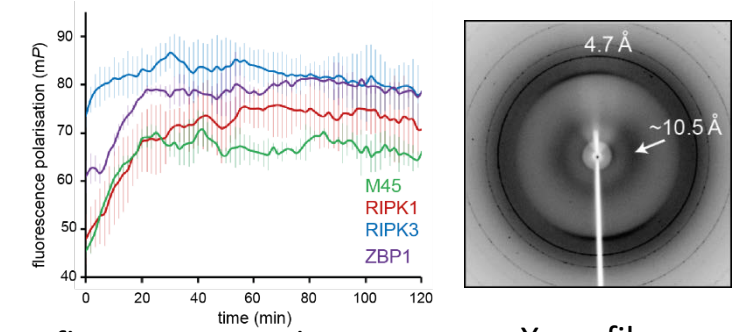 fluorescence polarisation (mP)
90
80
70
60
50
40
0
20
40
60
80
100
120
time (min)
M45
RIPK1
RIPK3
ZBP1
4.7 Å
~10.5 Å